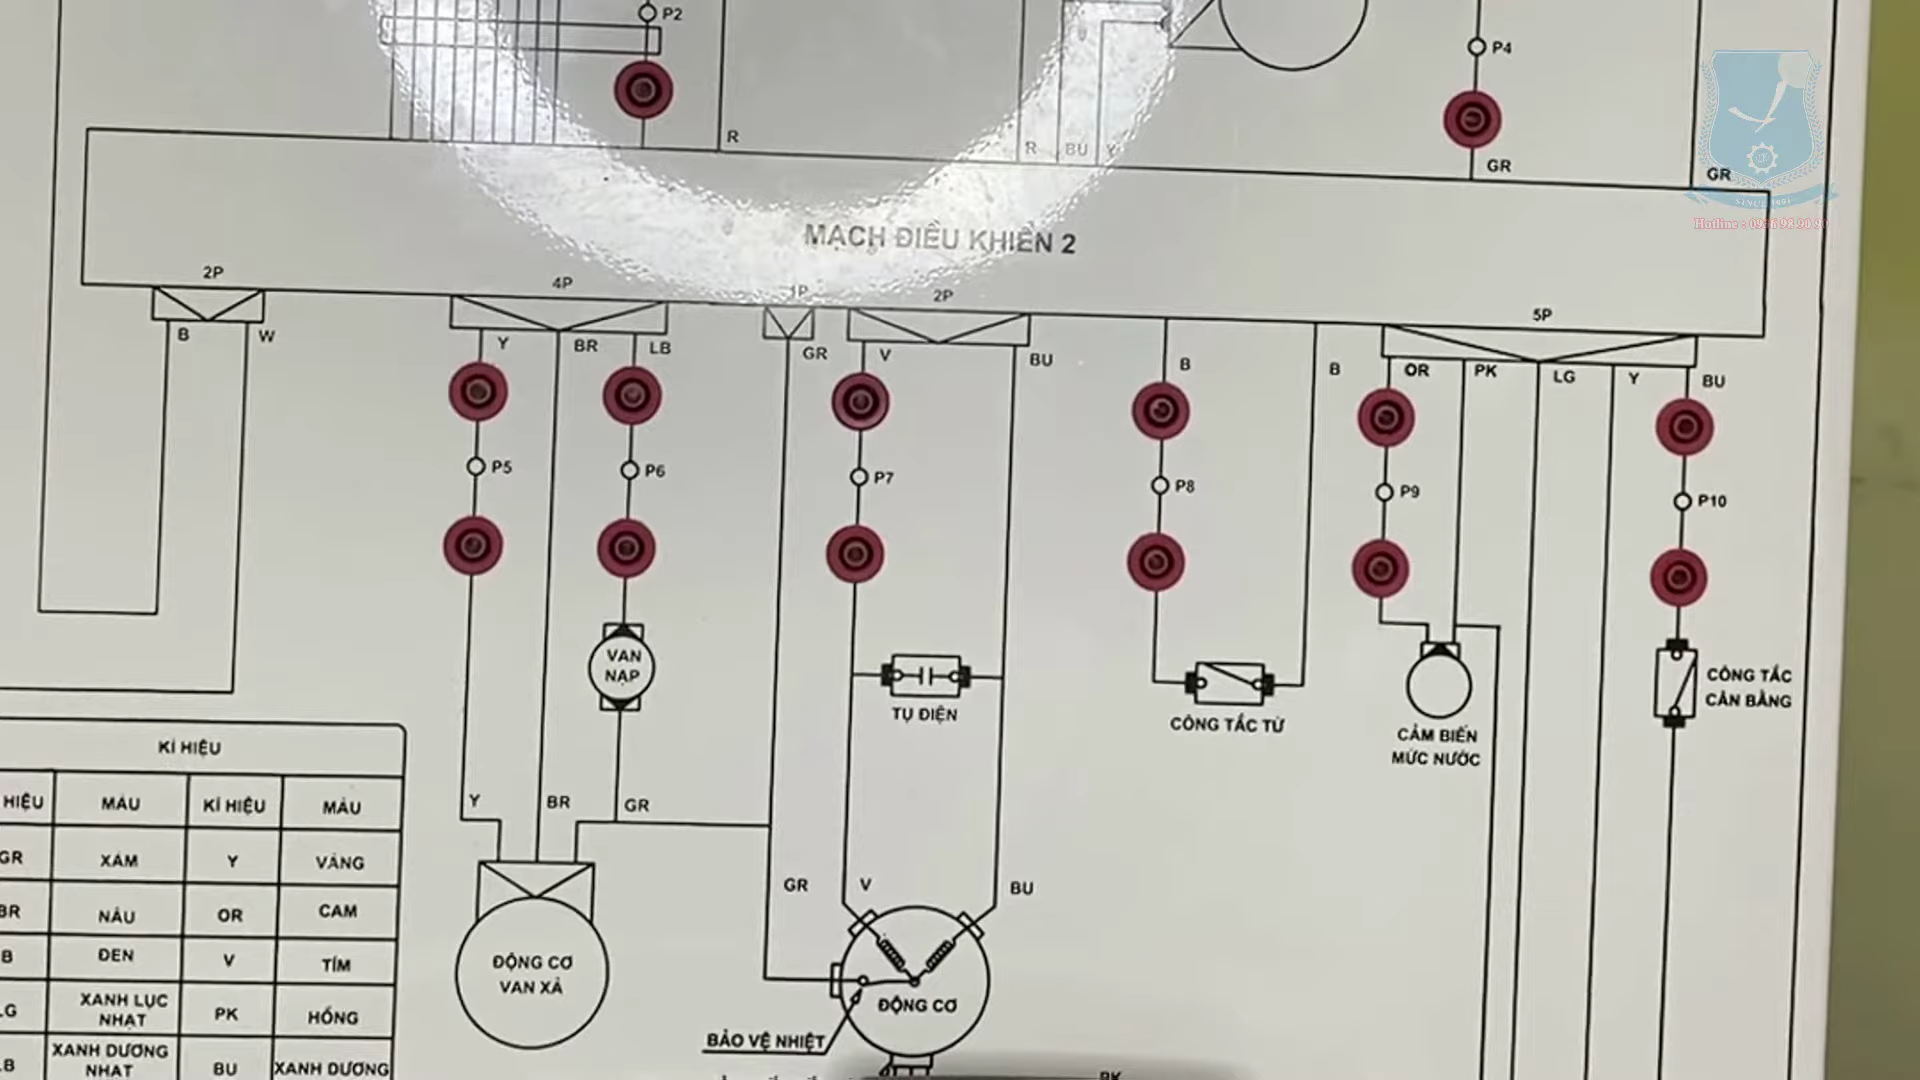 P2
P4
R
R
BU
Y
GR
GR
SINCE 1991
MẠCH ĐIỀU KHIỂN 2
2P
4P
1P
2P
5P
B
W
Y
BR
LB
GR
V
BU
B
B
OR
PK
LG
Y
BU
P5
P6
P7
P8
P9
P10
VAN
NẠP
TỤ ĐIỆN
CÔNG TẮC TỪ
CẢM BIẾN
MỨC NƯỚC
CÔNG TẮC
CÂN BẰNG
KÍ HIỆU
HIỆU
MÀU
KÍ HIỆU
MÀU
GR
XÁM
Y
VÀNG
BR
NÂU
OR
CAM
B
ĐEN
V
TÍM
LG
XANH LỤC
NHẠT
PK
HỒNG
LB
XANH DƯƠNG
NHẠT
BU
XANH DƯƠNG
Y
BR
GR
ĐỘNG CƠ
VAN XẢ
GR
V
BU
ĐỘNG CƠ
BẢO VỆ NHIỆT